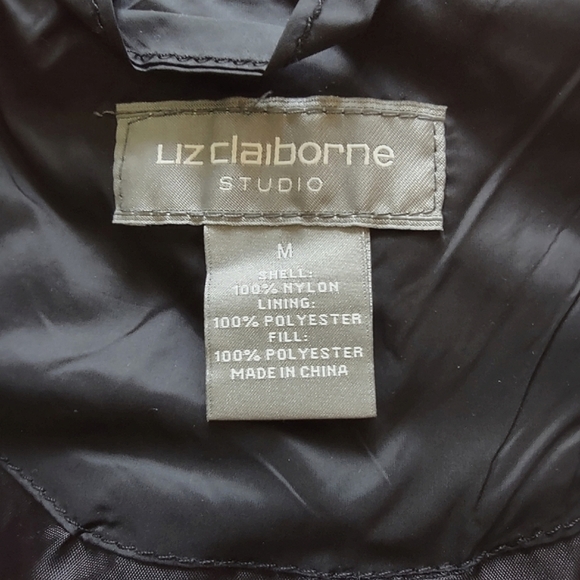 Liz claiborne
STUDIO
M
SHELL:
100% NYLON
LINING:
100% POLYESTER
FILL:
100% POLYESTER
MADE IN CHINA